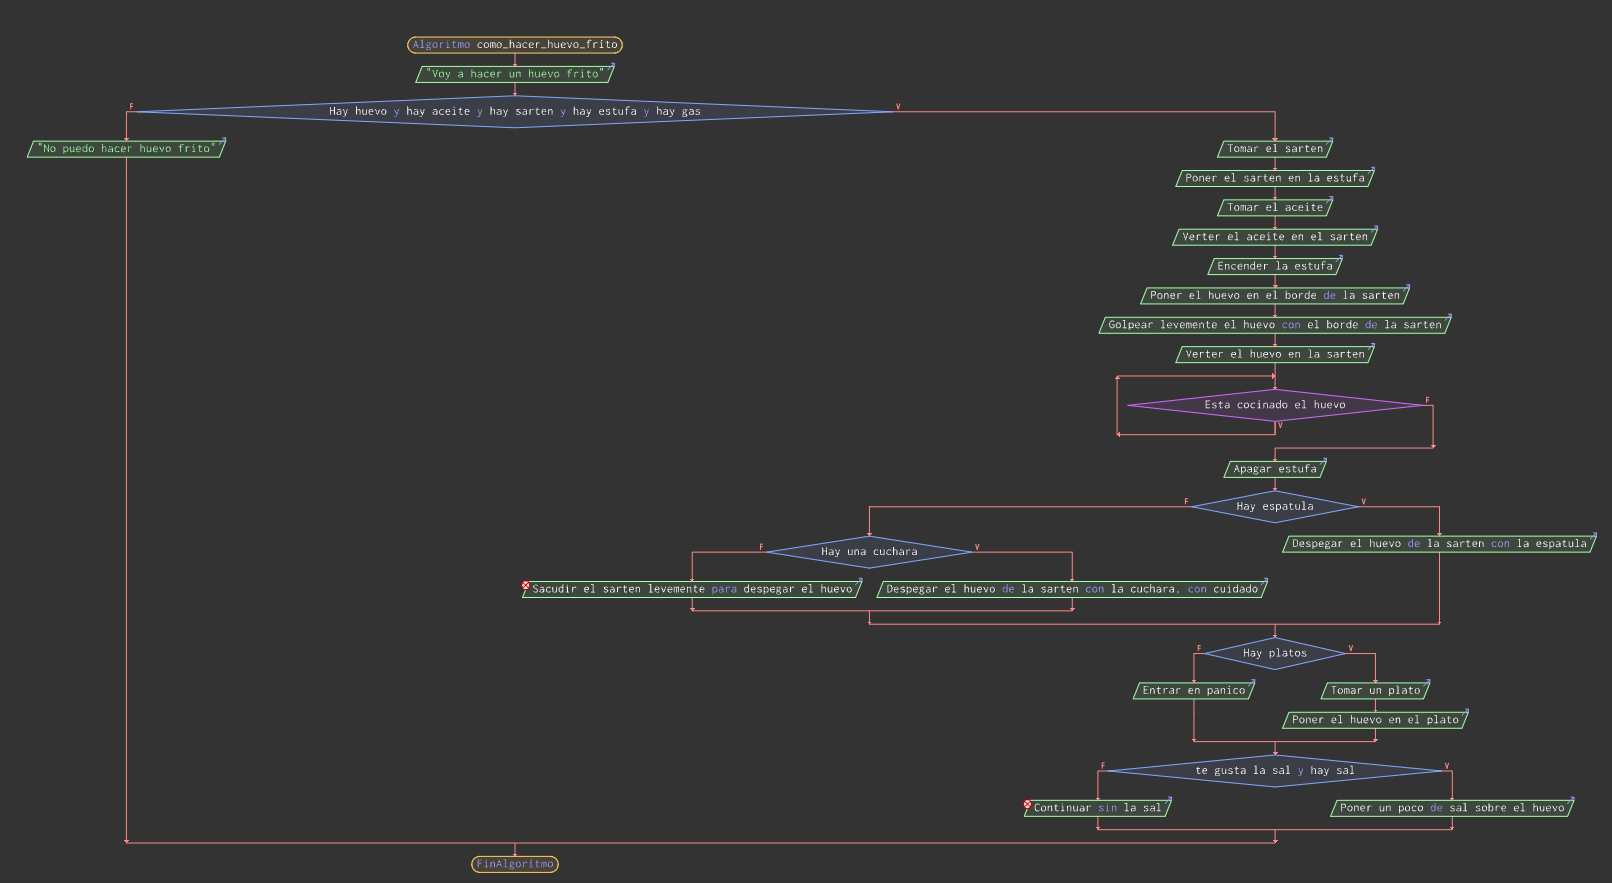 Algoritmo como_hacer_huevo_frito
"Voy a hacer un huevo frito"
F
V
Hay huevo y hay aceite y hay sarten y hay estufa y hay gas
"No puedo hacer huevo frito"
Tomar el sarten
Poner el sarten en la estufa
Tomar el aceite
Verter el aceite en el sarten
Encender la estufa
Poner el huevo en el borde de la sarten
Golpear levemente el huevo con el borde de la sarten
Verter el huevo en la sarten
Esta cocinado el huevo
F
V
Apagar estufa
F
Hay espatula
V
F
Hay una cuchara
V
Despegar el huevo de la sarten con la espatula
Sacudir el sarten levemente para despegar el huevo
Despegar el huevo de la sarten con la cuchara, con cuidado
F
Hay platos
V
Entrar en panico
Tomar un plato
Poner el huevo en el plato
F
te gusta la sal y hay sal
V
Continuar sin la sal
Poner un poco de sal sobre el huevo
FinAlgoritmo